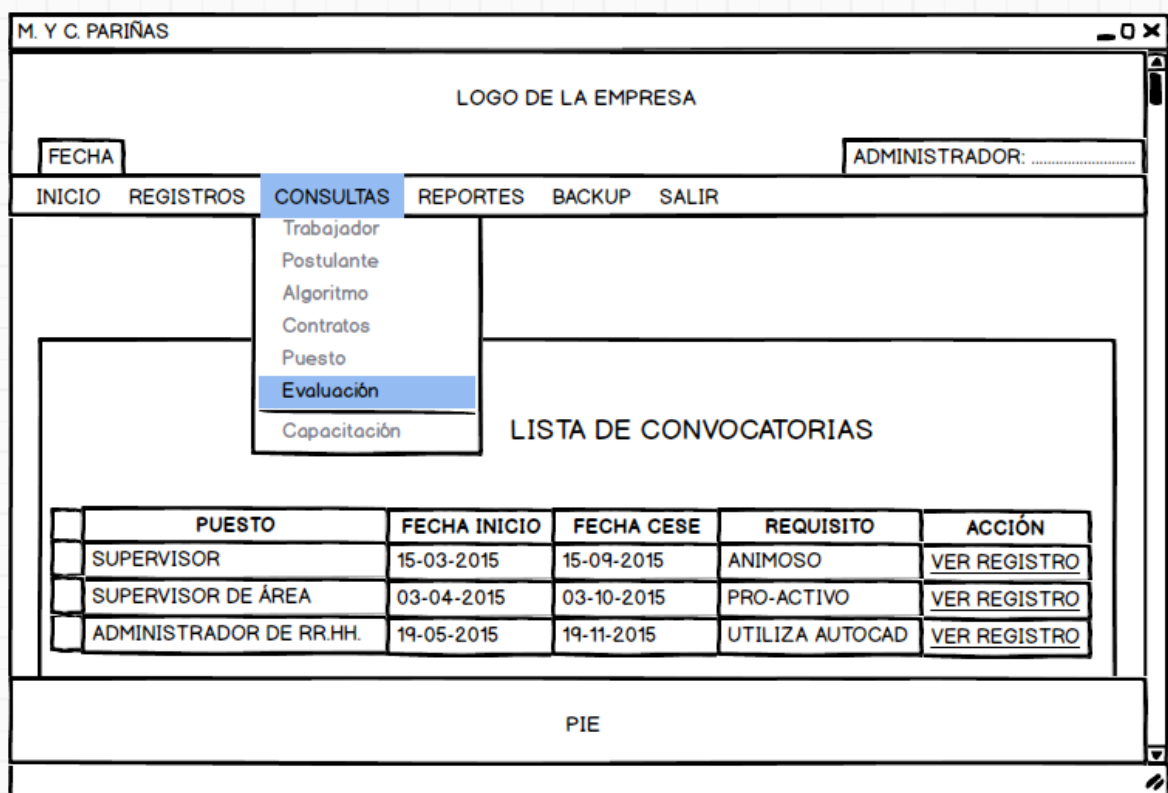 M. Y C. PARIÑAS
LOGO DE LA EMPRESA
FECHA
ADMINISTRADOR: ..........................
INICIO REGISTROS CONSULTAS REPORTES BACKUP SALIR
Trabajador
Postulante
Algoritmo
Contratos
Puesto
Evaluación
Capacitación
LISTA DE CONVOCATORIAS
PUESTO FECHA INICIO FECHA CESE REQUISITO ACCIÓN
SUPERVISOR 15-03-2015 15-09-2015 ANIMOSO VER REGISTRO
SUPERVISOR DE ÁREA 03-04-2015 03-10-2015 PRO-ACTIVO VER REGISTRO
ADMINISTRADOR DE RR.HH. 19-05-2015 19-11-2015 UTILIZA AUTOCAD VER REGISTRO
PIE